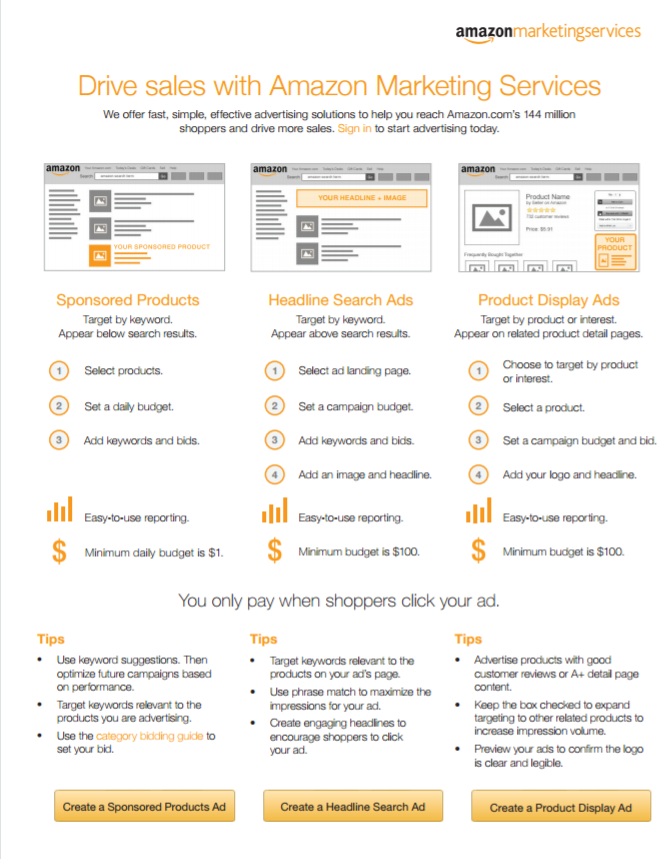 amazonmarketingservices
Drive sales with Amazon Marketing Services
We offer fast, simple, effective advertising solutions to help you reach Amazon.com's 144 million
shoppers and drive more sales. Sign in to start advertising today.
amazon
Search
YOUR SPONSORED PRODUCT
amazon
Search
YOUR HEADLINE + IMAGE
amazon
Search
Product Name
by Seller on Amazon
732 customer reviews
Price: $5.91
Frequently Bought Together
YOUR
PRODUCT
Sponsored Products
Target by keyword.
Appear below search results.
1 Select products.
2 Set a daily budget.
3 Add keywords and bids.
Easy-to-use reporting.
$ Minimum daily budget is $1.
Headline Search Ads
Target by keyword.
Appear above search results.
1 Select ad landing page.
2 Set a campaign budget.
3 Add keywords and bids.
4 Add an image and headline.
Easy-to-use reporting.
$ Minimum budget is $100.
Product Display Ads
Target by product or interest.
Appear on related product detail pages.
1 Choose to target by product
or interest.
2 Select a product.
3 Set a campaign budget and bid.
4 Add your logo and headline.
Easy-to-use reporting.
$ Minimum budget is $100.
You only pay when shoppers click your ad.
Tips
• Use keyword suggestions. Then
optimize future campaigns based
on performance.
• Target keywords relevant to the
products you are advertising.
• Use the category bidding guide to
set your bid.
Create a Sponsored Products Ad
Tips
• Target keywords relevant to the
products on your ad's page.
• Use phrase match to maximize the
impressions for your ad.
• Create engaging headlines to
encourage shoppers to click
your ad.
Create a Headline Search Ad
Tips
• Advertise products with good
customer reviews or A+ detail page
content.
• Keep the box checked to expand
targeting to other related products to
increase impression volume.
• Preview your ads to confirm the logo
is clear and legible.
Create a Product Display Ad